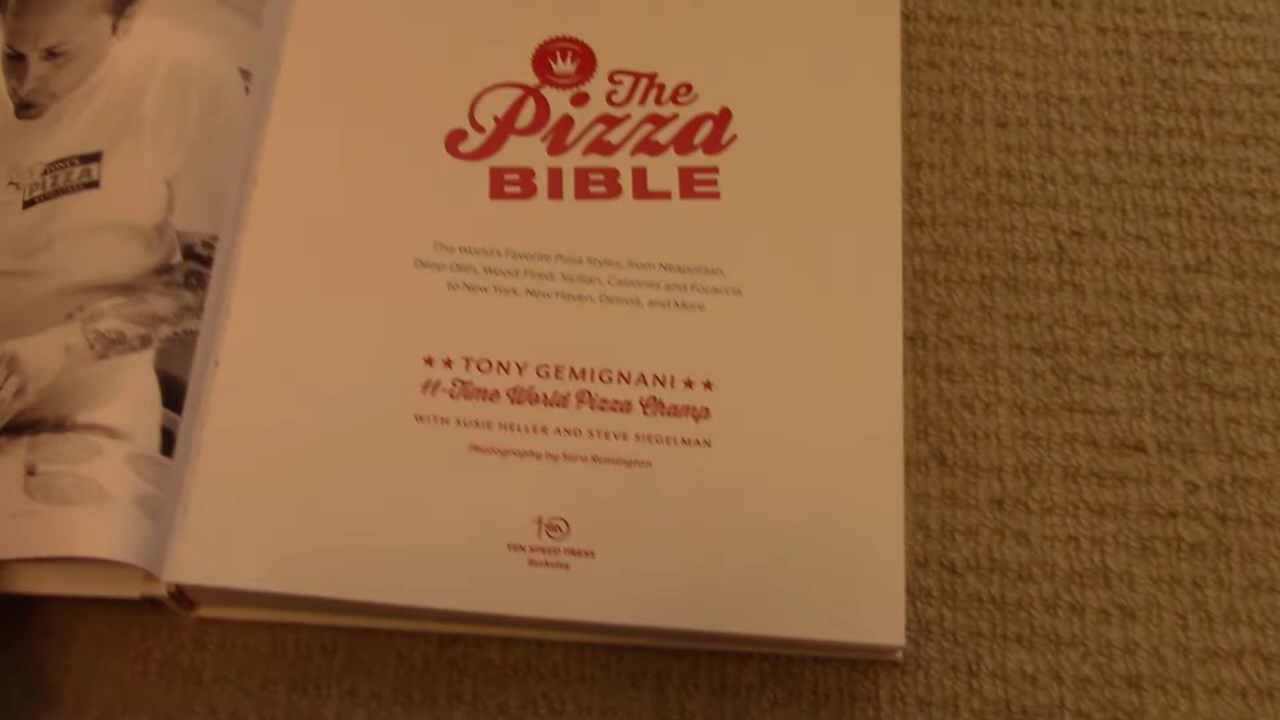 TONY'S
PIZZA
The
Pizza
BIBLE
The World's Favorite Pizza Styles, from Neapolitan,
Deep-Dish, Wood-Fired, Sicilian, Calzones and Focaccia
to New York, New Haven, Detroit, and More
★★TONY GEMIGNANI★★
11-Time World Pizza Champ
WITH SUSIE HELLER AND STEVE SIEGELMAN
Photography by Sara Remington
TEN SPEED PRESS
Berkeley